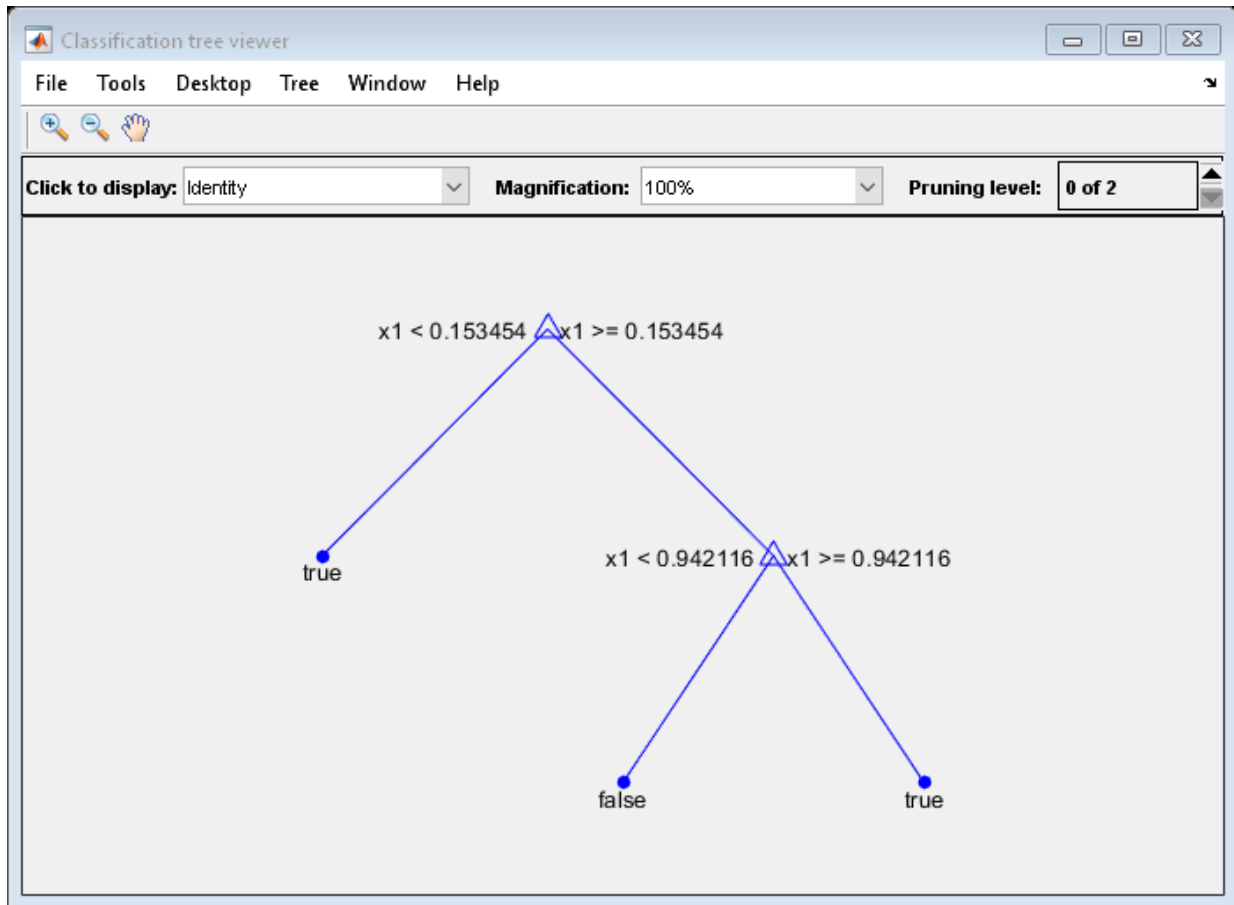 Classification tree viewer
File Tools Desktop Tree Window Help
Click to display: Identity Magnification: 100% Pruning level: 0 of 2
x1 < 0.153454 x1 >= 0.153454
true
x1 < 0.942116 x1 >= 0.942116
false
true